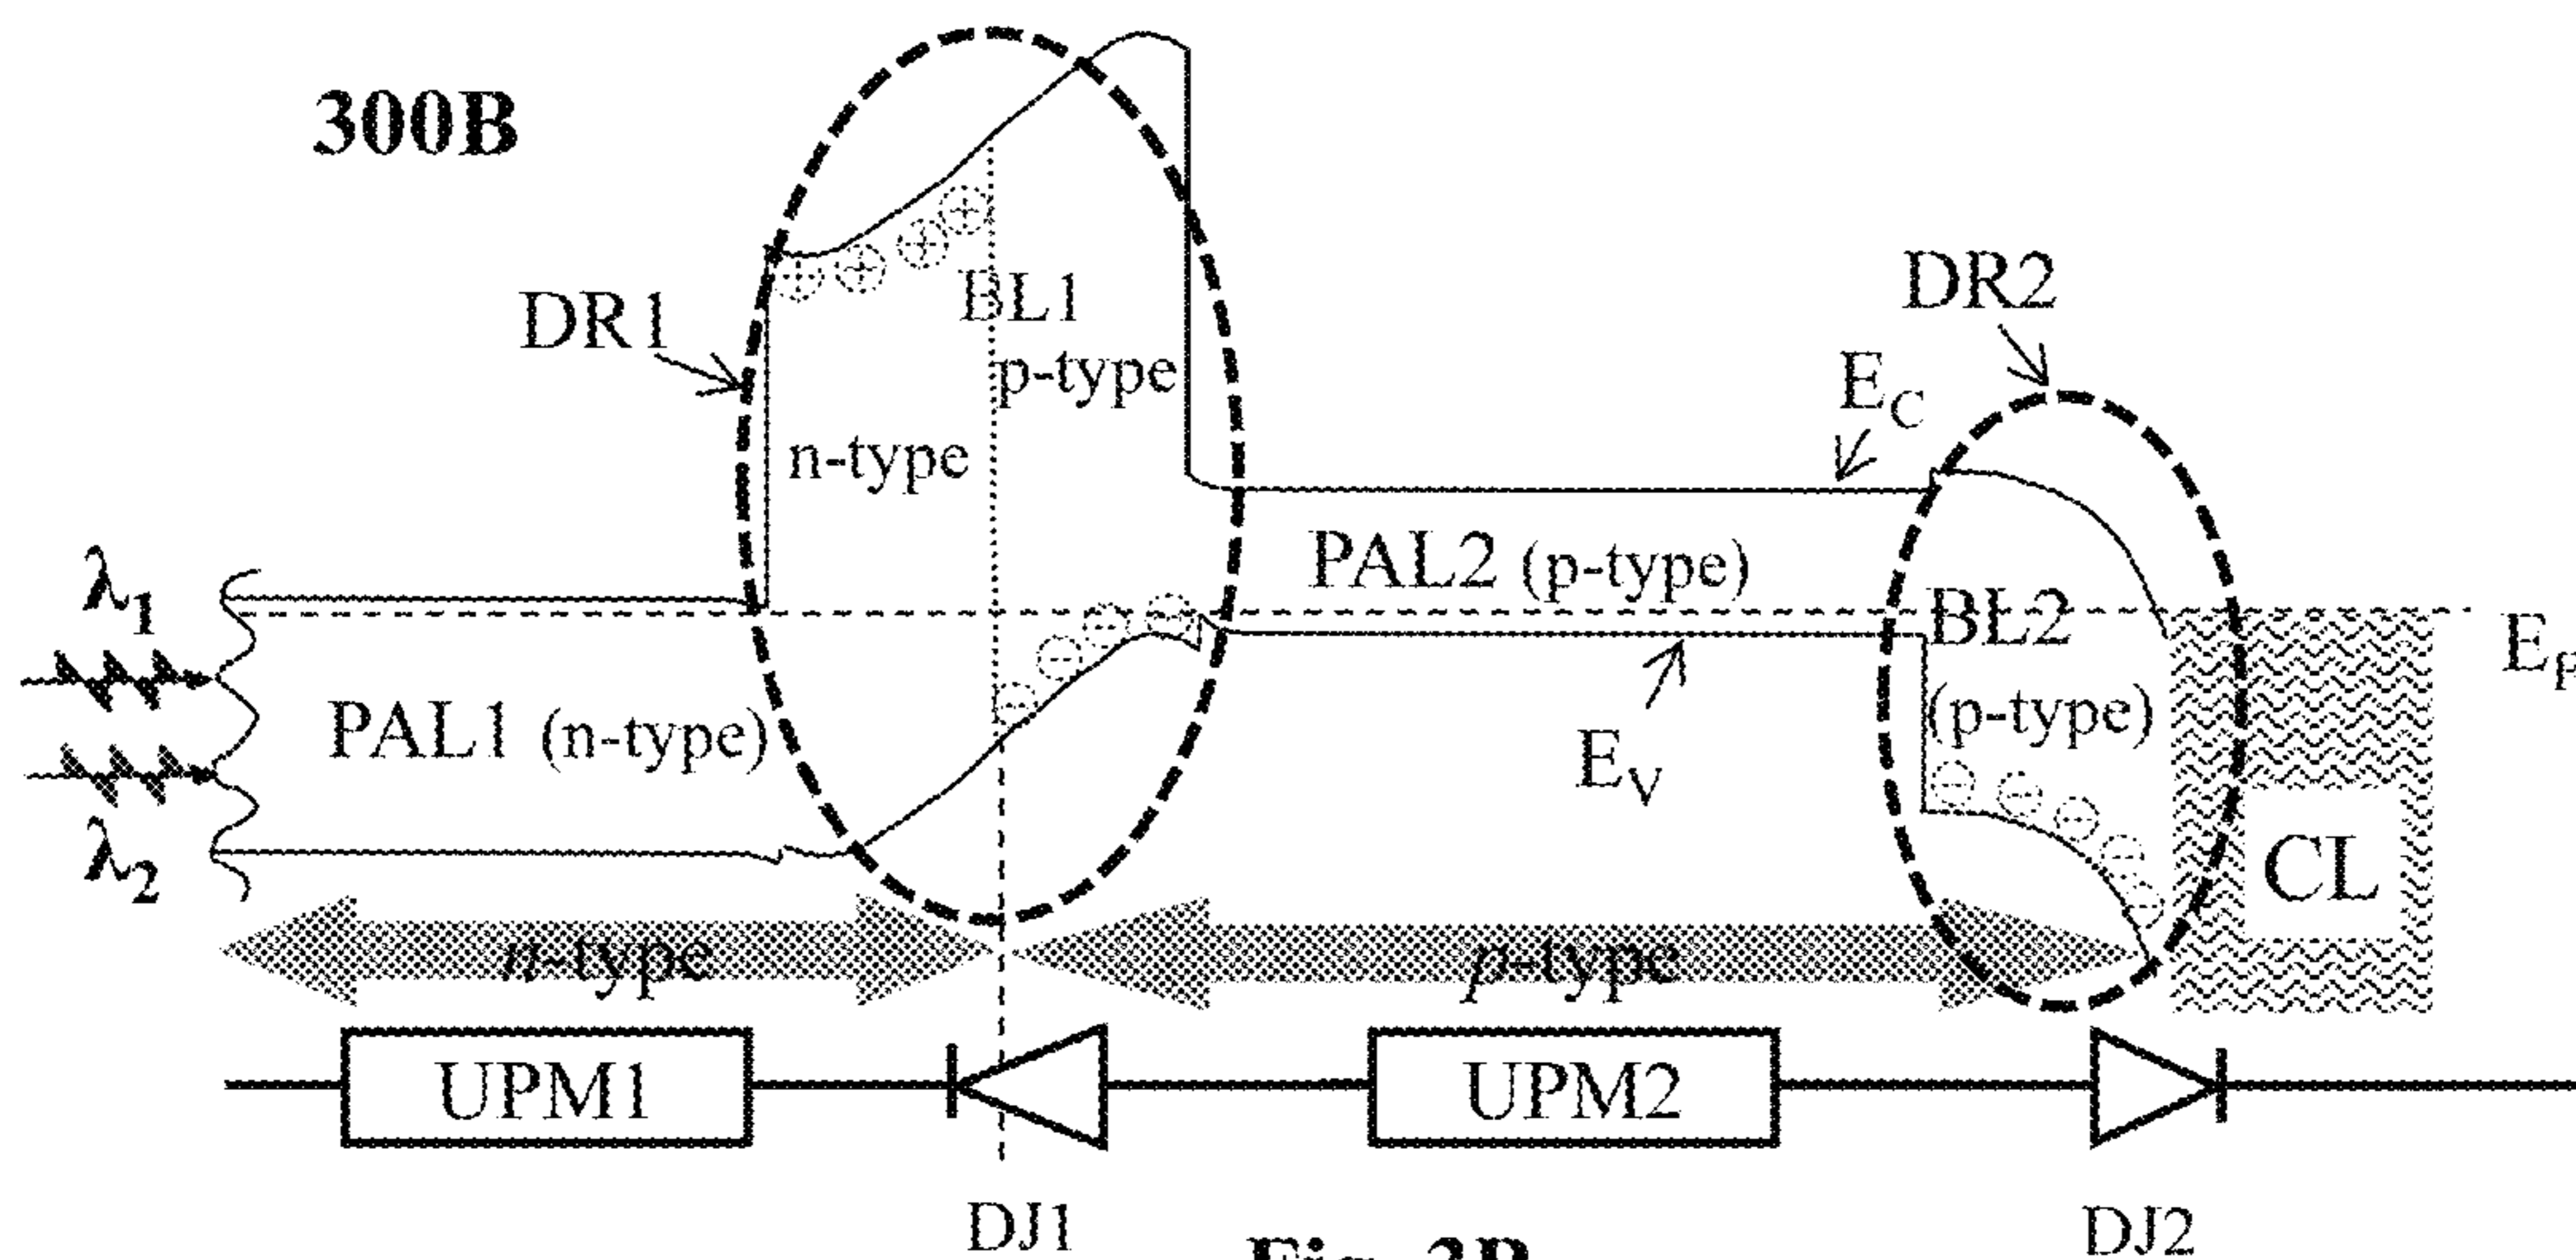 300B
DR1
BL1
p-type
n-type
DR2
E_C
λ1
PAL2 (p-type)
BL2
(p-type)
PAL1 (n-type)
E_V
λ2
CL
n-type
p-type
UPM1
UPM2
DJ1
DJ2